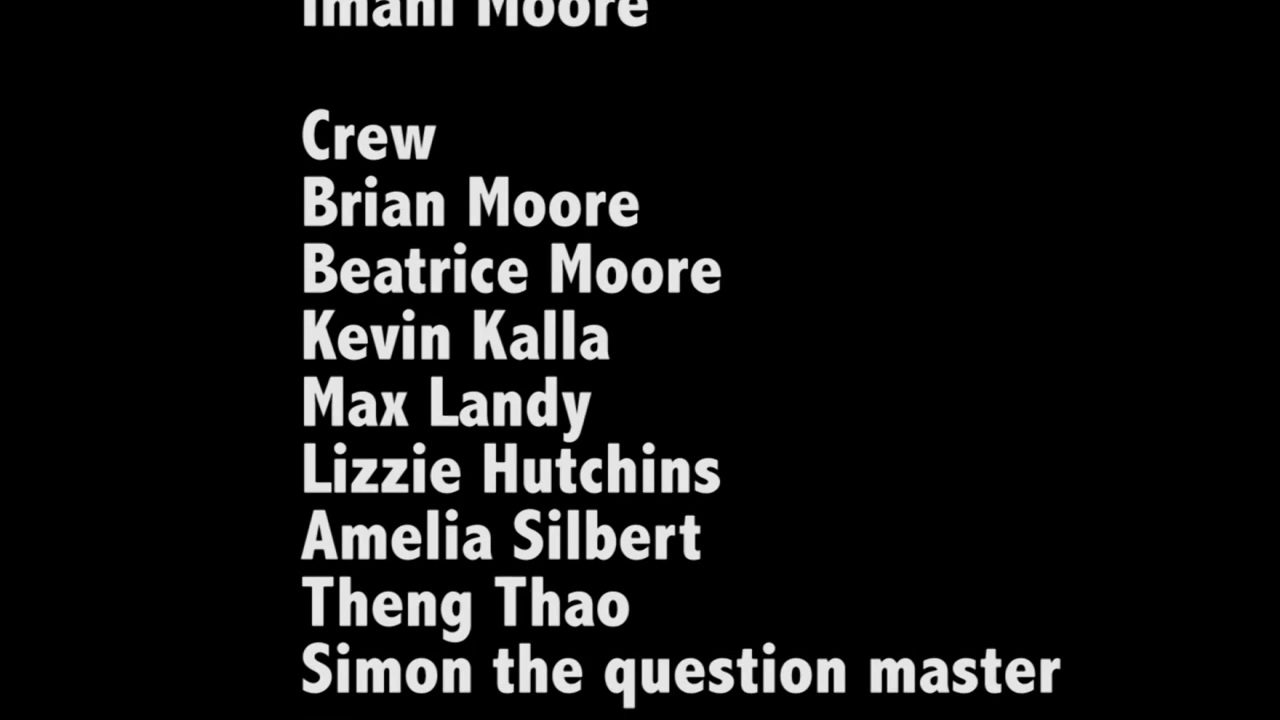 Imani Moore
Crew
Brian Moore
Beatrice Moore
Kevin Kalla
Max Landy
Lizzie Hutchins
Amelia Silbert
Theng Thao
Simon the question master